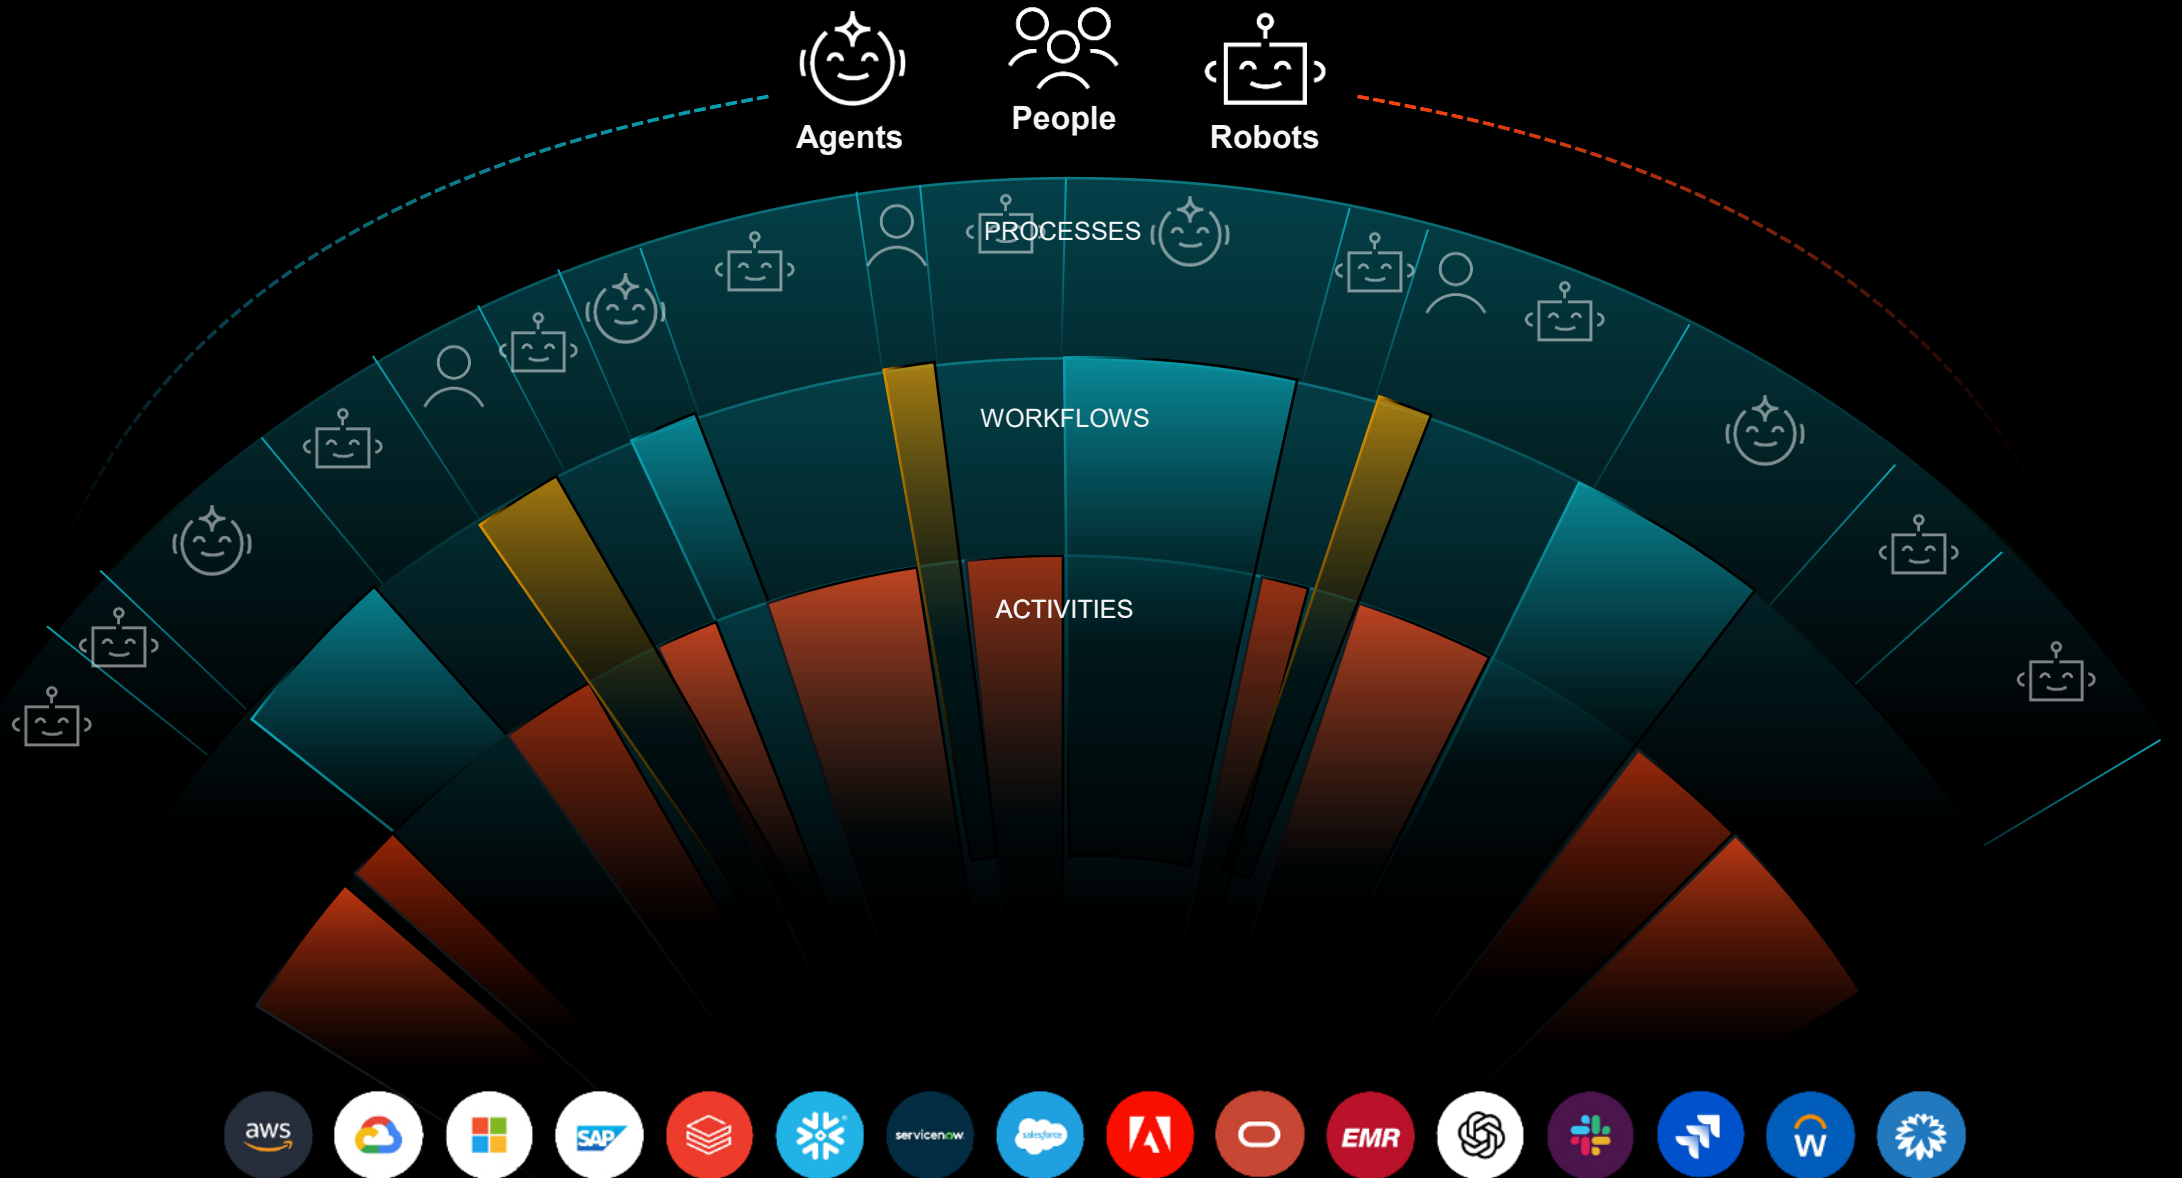 People
Agents
Robots
PROCESSES
WORKFLOWS
ACTIVITIES
aws
SAP
servicenow
salesforce
EMR
W